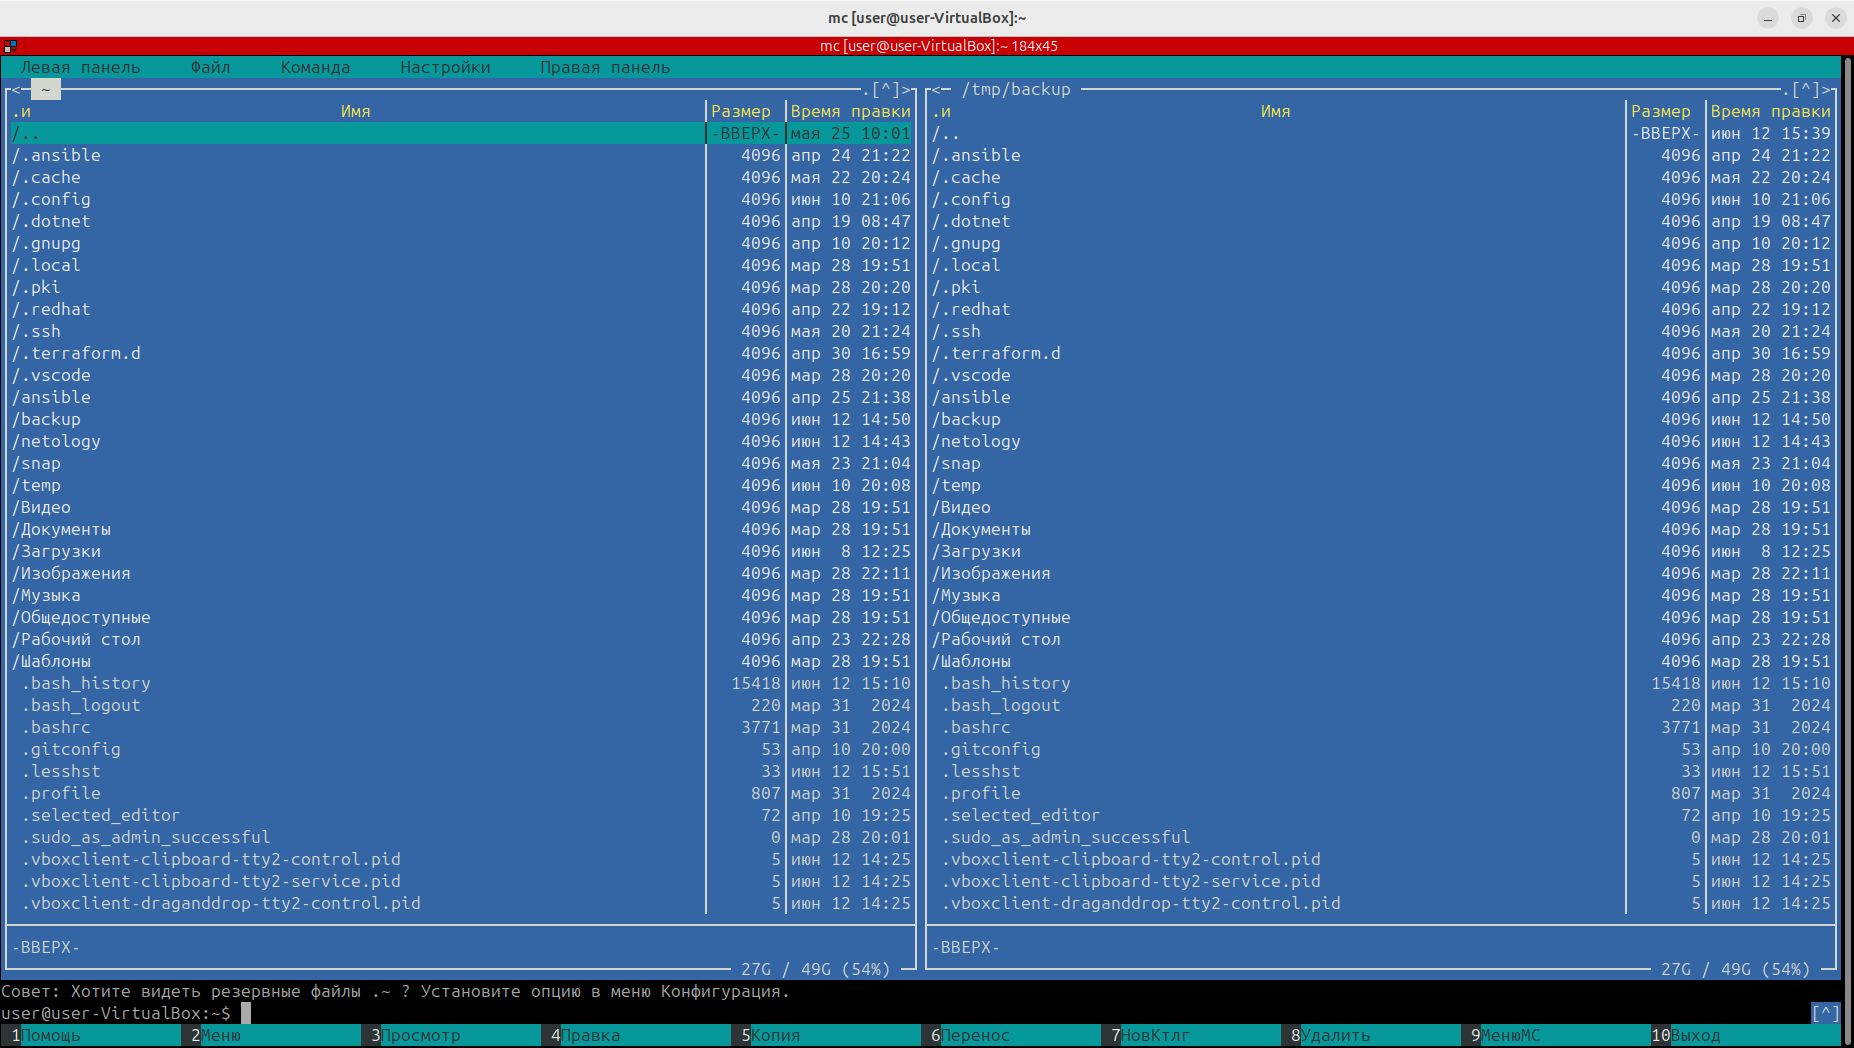 mc [user@user-VirtualBox]:~
mc [user@user-VirtualBox]:~ 184x45
Левая панель Файл Команда Настройки Правая панель
<─ ~ .[^]> <─ /tmp/backup .[^]>
.и Имя Размер Время правки .и Имя Размер Время правки
/.. -ВВЕРХ- мая 25 10:01 /.. -ВВЕРХ- июн 12 15:39
/.ansible 4096 апр 24 21:22 /.ansible 4096 апр 24 21:22
/.cache 4096 мая 22 20:24 /.cache 4096 мая 22 20:24
/.config 4096 июн 10 21:06 /.config 4096 июн 10 21:06
/.dotnet 4096 апр 19 08:47 /.dotnet 4096 апр 19 08:47
/.gnupg 4096 апр 10 20:12 /.gnupg 4096 апр 10 20:12
/.local 4096 мар 28 19:51 /.local 4096 мар 28 19:51
/.pki 4096 мар 28 20:20 /.pki 4096 мар 28 20:20
/.redhat 4096 апр 22 19:12 /.redhat 4096 апр 22 19:12
/.ssh 4096 мая 20 21:24 /.ssh 4096 мая 20 21:24
/.terraform.d 4096 апр 30 16:59 /.terraform.d 4096 апр 30 16:59
/.vscode 4096 мар 28 20:20 /.vscode 4096 мар 28 20:20
/ansible 4096 апр 25 21:38 /ansible 4096 апр 25 21:38
/backup 4096 июн 12 14:50 /backup 4096 июн 12 14:50
/netology 4096 июн 12 14:43 /netology 4096 июн 12 14:43
/snap 4096 мая 23 21:04 /snap 4096 мая 23 21:04
/temp 4096 июн 10 20:08 /temp 4096 июн 10 20:08
/Видео 4096 мар 28 19:51 /Видео 4096 мар 28 19:51
/Документы 4096 мар 28 19:51 /Документы 4096 мар 28 19:51
/Загрузки 4096 июн 8 12:25 /Загрузки 4096 июн 8 12:25
/Изображения 4096 мар 28 22:11 /Изображения 4096 мар 28 22:11
/Музыка 4096 мар 28 19:51 /Музыка 4096 мар 28 19:51
/Общедоступные 4096 мар 28 19:51 /Общедоступные 4096 мар 28 19:51
/Рабочий стол 4096 апр 23 22:28 /Рабочий стол 4096 апр 23 22:28
/Шаблоны 4096 мар 28 19:51 /Шаблоны 4096 мар 28 19:51
.bash_history 15418 июн 12 15:10 .bash_history 15418 июн 12 15:10
.bash_logout 220 мар 31 2024 .bash_logout 220 мар 31 2024
.bashrc 3771 мар 31 2024 .bashrc 3771 мар 31 2024
.gitconfig 53 апр 10 20:00 .gitconfig 53 апр 10 20:00
.lesshst 33 июн 12 15:51 .lesshst 33 июн 12 15:51
.profile 807 мар 31 2024 .profile 807 мар 31 2024
.selected_editor 72 апр 10 19:25 .selected_editor 72 апр 10 19:25
.sudo_as_admin_successful 0 мар 28 20:01 .sudo_as_admin_successful 0 мар 28 20:01
.vboxclient-clipboard-tty2-control.pid 5 июн 12 14:25 .vboxclient-clipboard-tty2-control.pid 5 июн 12 14:25
.vboxclient-clipboard-tty2-service.pid 5 июн 12 14:25 .vboxclient-clipboard-tty2-service.pid 5 июн 12 14:25
.vboxclient-draganddrop-tty2-control.pid 5 июн 12 14:25 .vboxclient-draganddrop-tty2-control.pid 5 июн 12 14:25
-ВВЕРХ- -ВВЕРХ-
27G / 49G (54%) 27G / 49G (54%)
Совет: Хотите видеть резервные файлы .~ ? Установите опцию в меню Конфигурация.
user@user-VirtualBox:~$ [^]
1Помощь 2Меню 3Просмотр 4Правка 5Копия 6Перенос 7НовКтлг 8Удалить 9МенюMC 10Выход